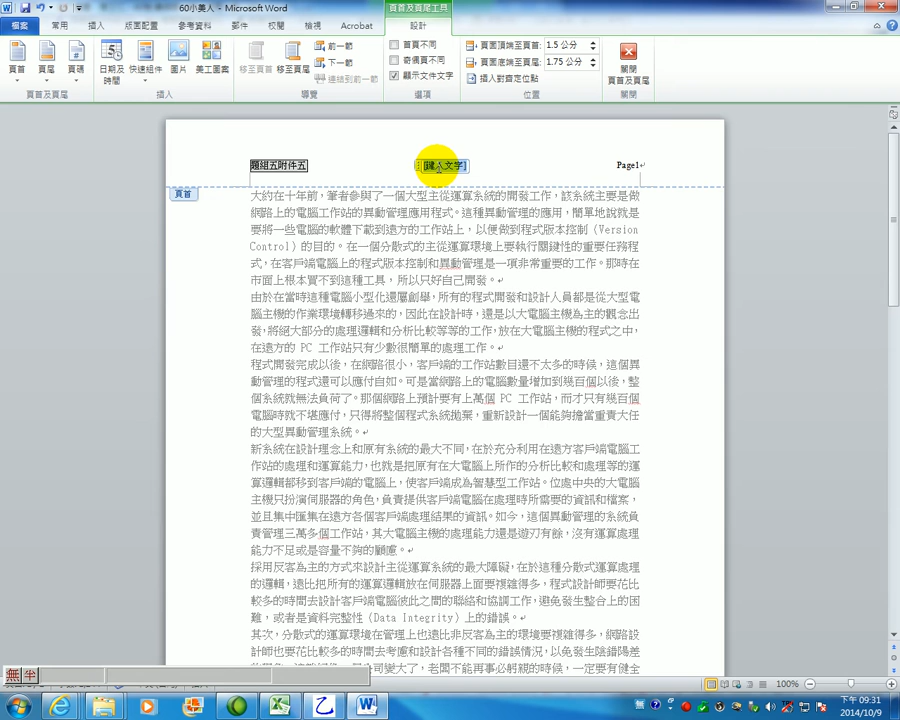 60小美人 - Microsoft Word
頁首及頁尾工具
檔案 常用 插入 版面配置 參考資料 郵件 校閱 檢視 Acrobat 設計
頁首 頁尾 頁碼 日期及時間 快速組件 圖片 美工圖案 移至頁首 移至頁尾
前一節
下一節
連結到前一節
首頁不同
奇偶頁不同
顯示文件文字
頁面頂端至頁首: 1.5 公分
頁面底端至頁尾: 1.75 公分
插入對齊定位點
關閉頁首及頁尾
頁首及頁尾 插入 導覽 選項 位置 關閉
題組五附件五 [鍵入文字] Page1
頁首
大約在十年前，筆者參與了一個大型主從運算系統的開發工作，該系統主要是做
網路上的電腦工作站的異動管理應用程式。這種異動管理的應用，簡單地說就是
要將一些電腦的軟體下載到遠方的工作站上，以便做到程式版本控制（Version
Control）的目的。在一個分散式的主從運算環境上要執行關鍵性的重要任務程
式，在客戶端電腦上的程式版本控制和異動管理是一項非常重要的工作。那時在
市面上根本買不到這種工具，所以只好自己開發。
由於在當時這種電腦小型化還屬創舉，所有的程式開發和設計人員都是從大型電
腦主機的作業環境轉移過來的，因此在設計時，還是以大電腦主機為主的觀念出
發，將絕大部分的處理邏輯和分析比較等等的工作，放在大電腦主機的程式之中，
在遠方的 PC 工作站只有少數很簡單的處理工作。
程式開發完成以後，在網路很小，客戶端的工作站數目還不太多的時候，這個異
動管理的程式還可以應付自如。可是當網路上的電腦數量增加到幾百個以後，整
個系統就無法負荷了。那個網路上預計要有上萬個 PC 工作站，而才只有幾百個
電腦時就不堪應付，只得將整個程式系統拋棄，重新設計一個能夠擔當重責大任
的大型異動管理系統。
新系統在設計理念上和原有系統的最大不同，在於充分利用在遠方客戶端電腦工
作站的處理和運算能力，也就是把原有在大電腦上所作的分析比較和處理等的運
算邏輯都移到客戶端的電腦上，使客戶端成為智慧型工作站。位處中央的大電腦
主機只扮演伺服器的角色，負責提供客戶端電腦在處理時所需要的資訊和檔案，
並且集中匯集在遠方各個客戶端處理結果的資訊。如今，這個異動管理的系統負
責管理三萬多個工作站，其大電腦主機的處理能力還是遊刃有餘，沒有運算處理
能力不足或是容量不夠的顧慮。
採用反客為主的方式來設計主從運算系統的最大障礙，在於這種分散式運算處理
的邏輯，遠比把所有的運算邏輯放在伺服器上面要複雜得多，程式設計師要花比
較多的時間去設計客戶端電腦彼此之間的聯絡和協調工作，避免發生整合上的困
難，或者是資料完整性（Data Integrity）上的錯誤。
其次，分散式的運算環境在管理上也遠比非反客為主的環境要複雜得多，網路設
計師也要花比較多的時間去考慮和設計各種不同的錯誤情況，以免發生陰錯陽差
無 半
100%
下午 09:31
2014/10/9